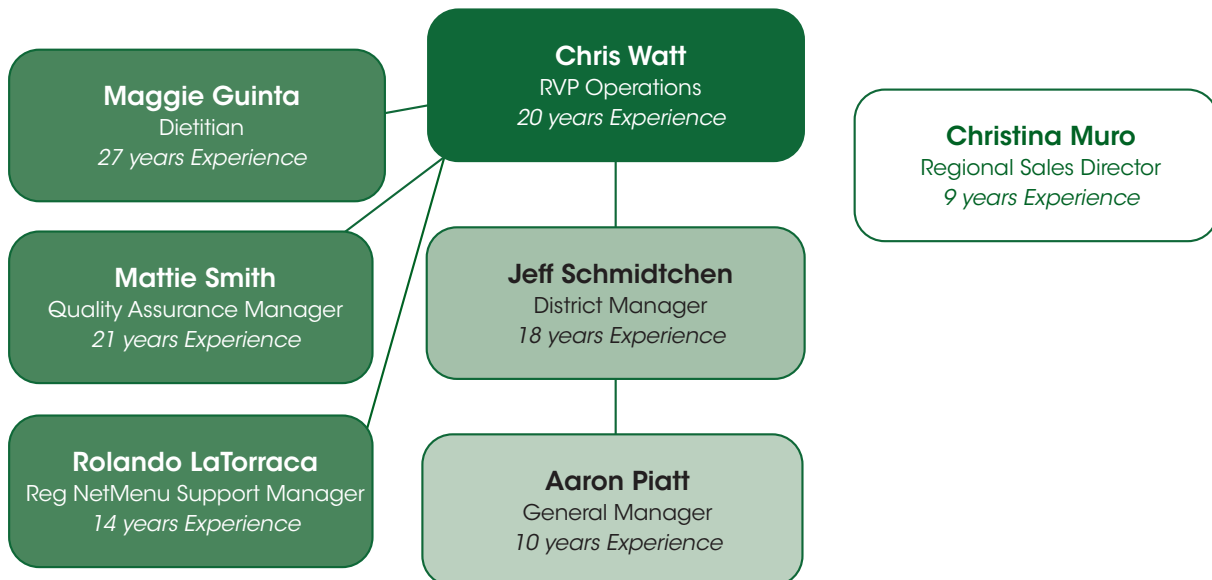 Chris Watt
RVP Operations
20 years Experience
Maggie Guinta
Dietitian
27 years Experience
Christina Muro
Regional Sales Director
9 years Experience
Mattie Smith
Quality Assurance Manager
21 years Experience
Jeff Schmidtchen
District Manager
18 years Experience
Rolando LaTorraca
Reg NetMenu Support Manager
14 years Experience
Aaron Piatt
General Manager
10 years Experience